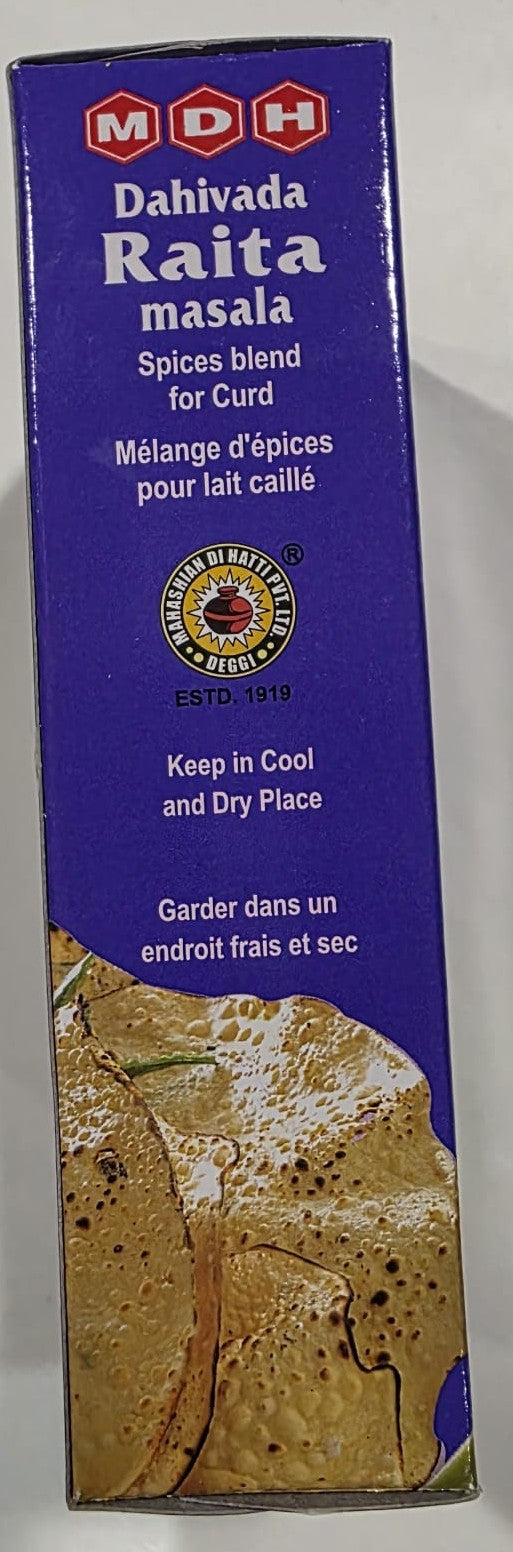 MDH
Dahivada
Raita
masala
Spices blend
for Curd
Mélange d'épices
pour lait caillé
MAHASHIAN DI HATTI PVT. LTD.
®
DEGGI
ESTD. 1919
Keep in Cool
and Dry Place
Garder dans un
endroit frais et sec